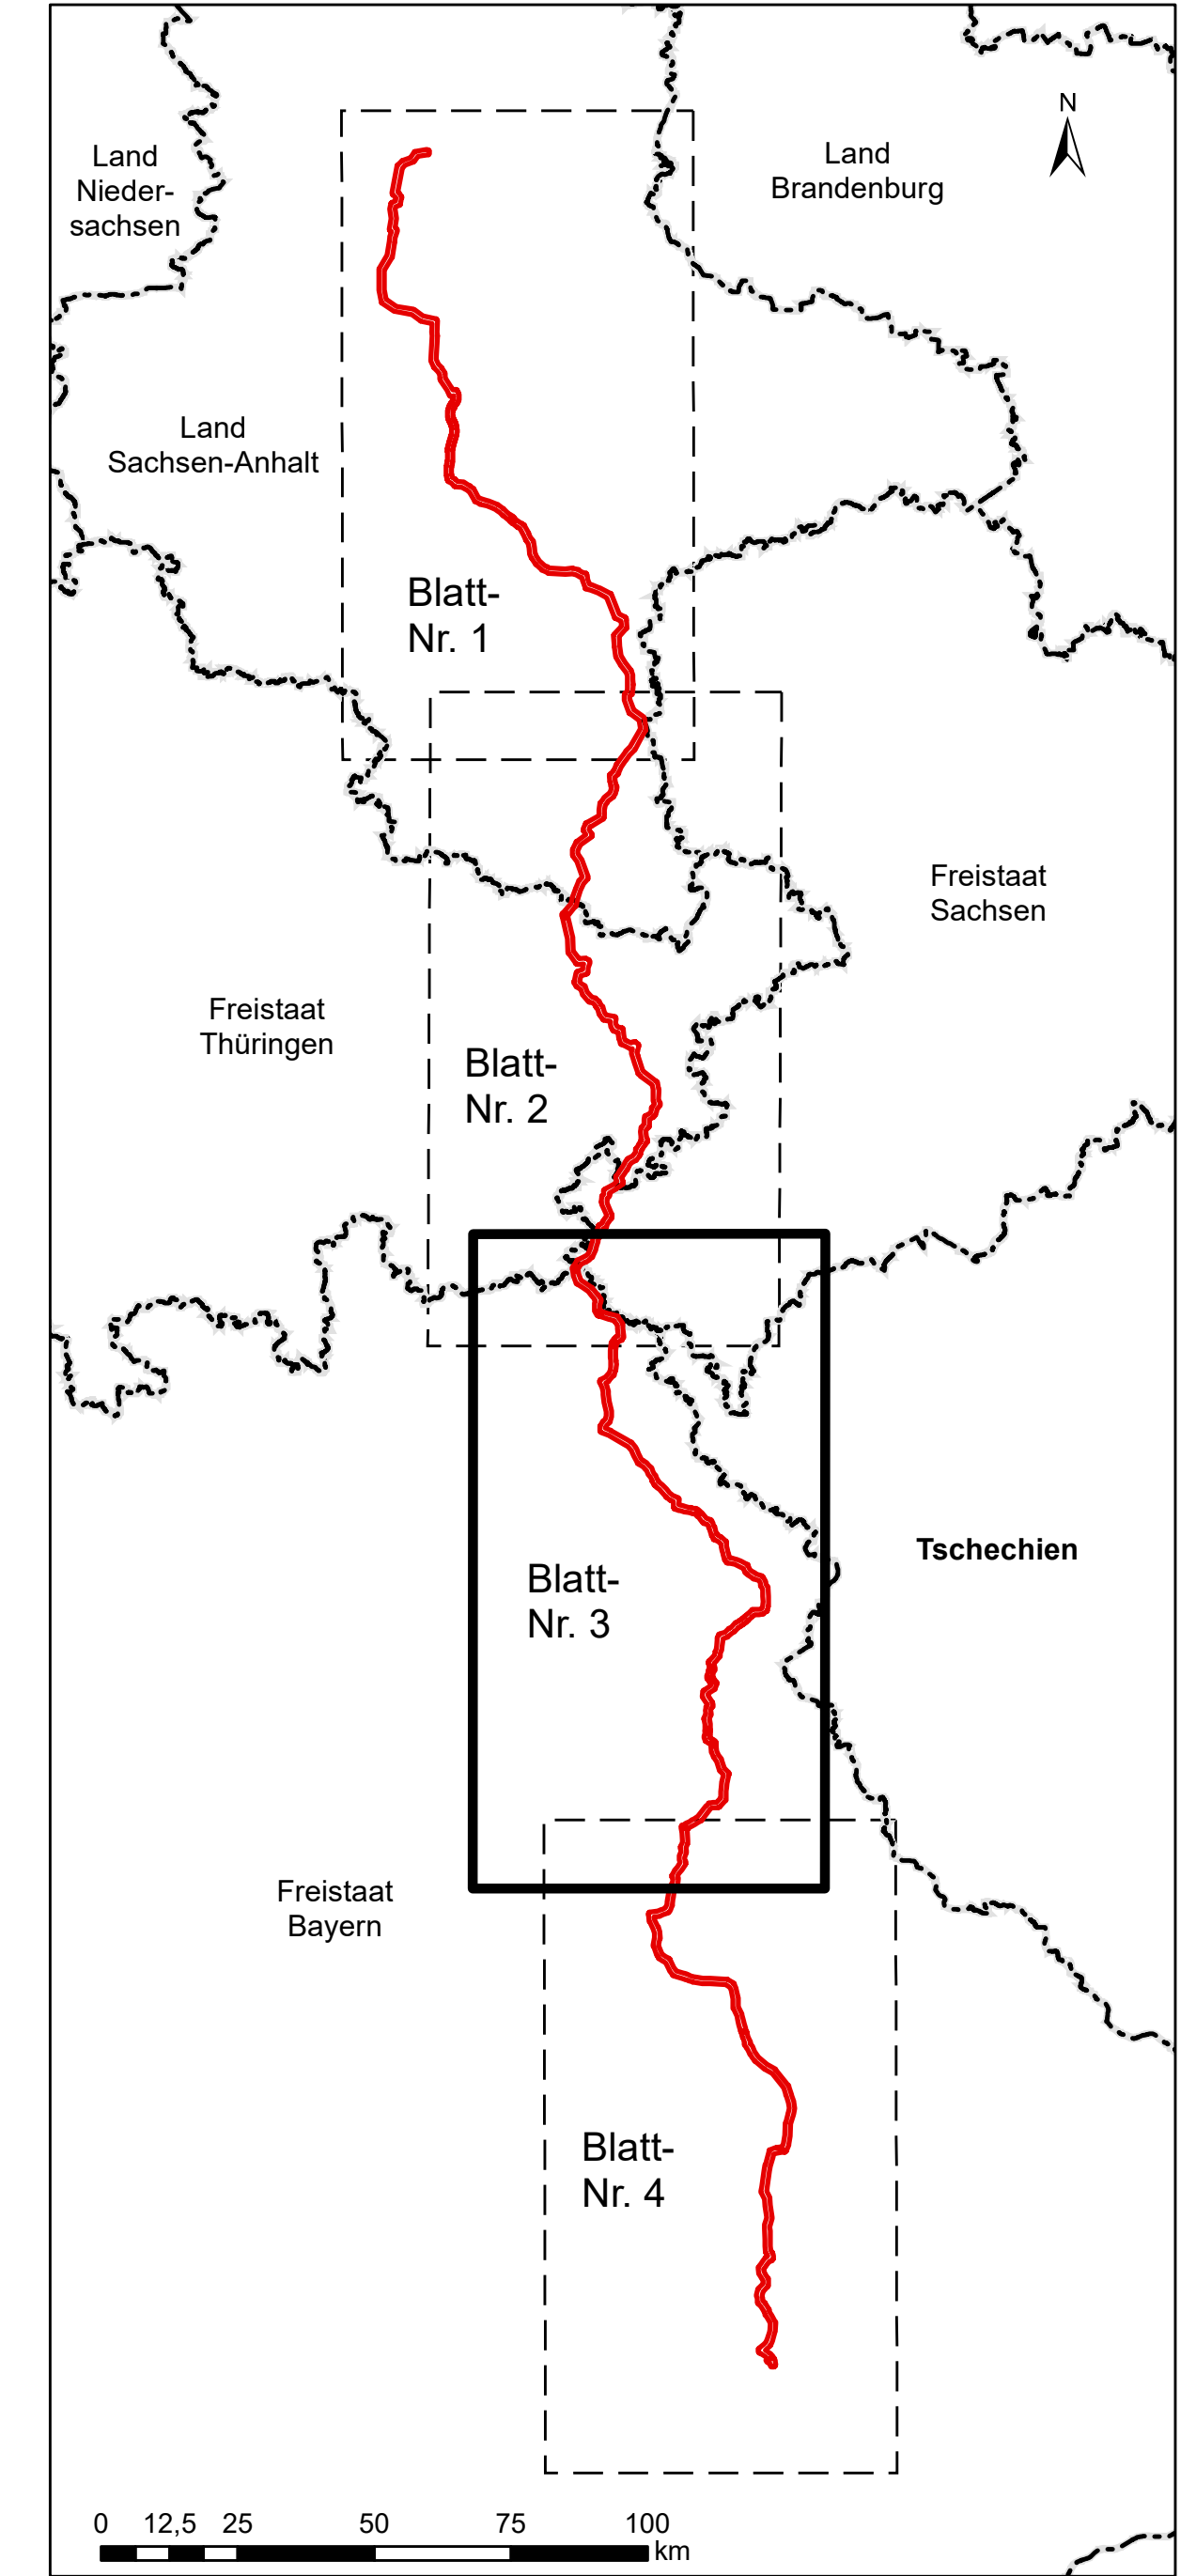 N
Land
Nieder-
sachsen
Land
Brandenburg
Land
Sachsen-Anhalt
Blatt-
Nr. 1
Freistaat
Sachsen
Freistaat
Thüringen
Blatt-
Nr. 2
Tschechien
Blatt-
Nr. 3
Freistaat
Bayern
Blatt-
Nr. 4
0 12,5 25 50 75 100
km